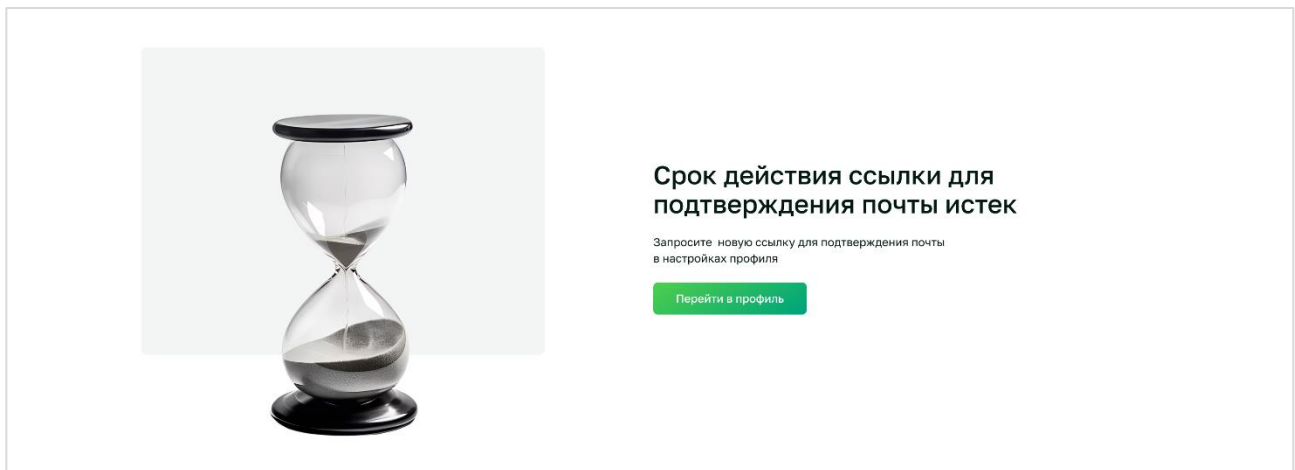 Срок действия ссылки для
подтверждения почты истек
Запросите  новую ссылку для подтверждения почты
в настройках профиля
Перейти в профиль